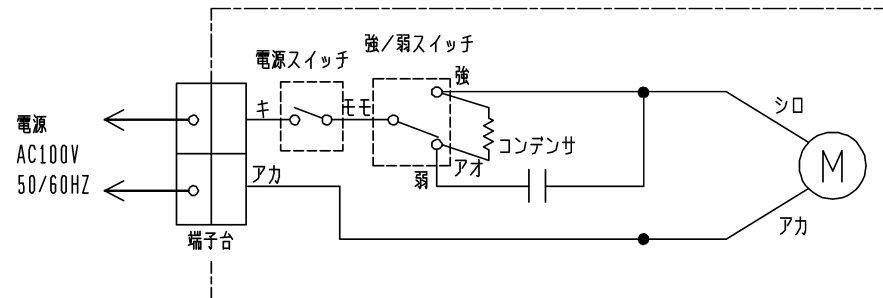 強/弱スイッチ
電源スイッチ
強
キ
モモ
シロ
電源
AC100V
50/60HZ
コンデンサ
アカ
アオ
弱
M
アカ
端子台